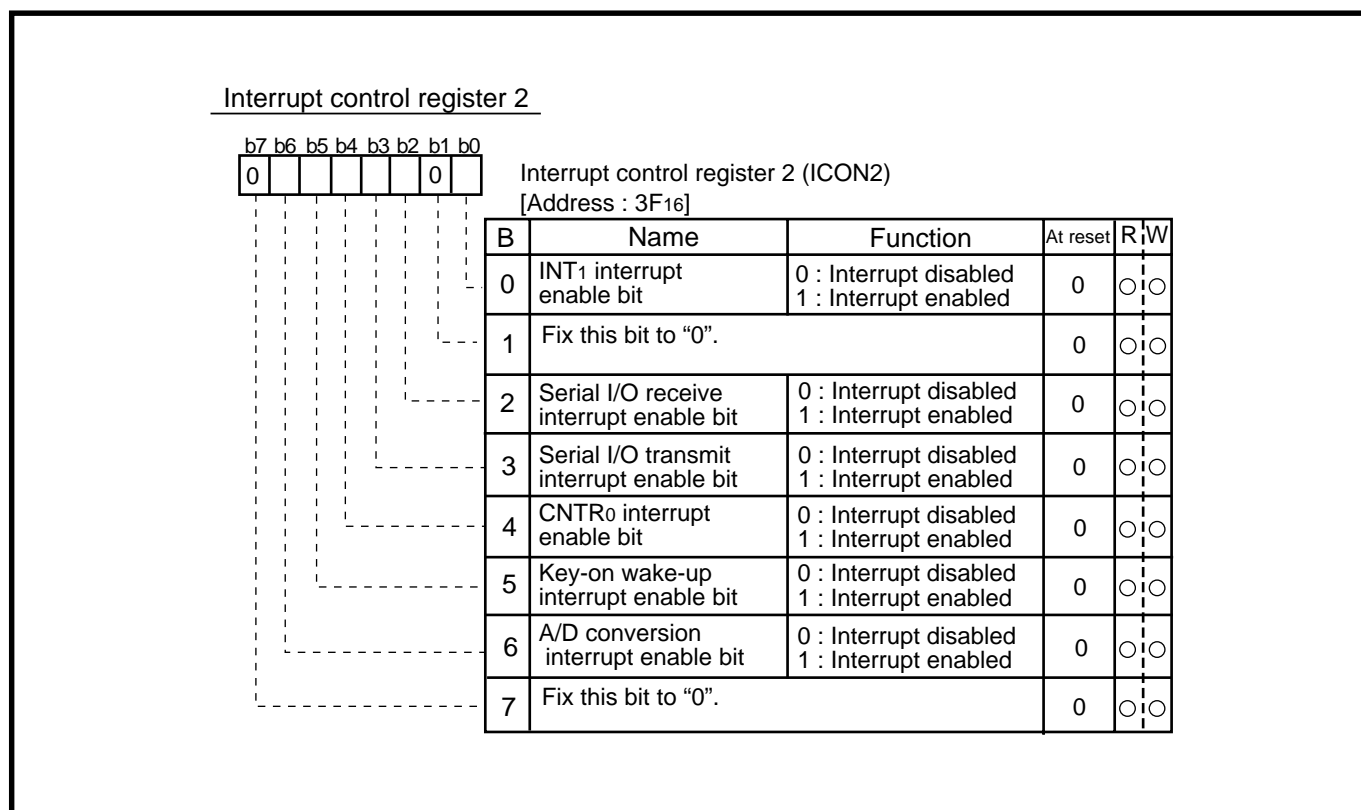 Interrupt control register 2
b7 b6 b5 b4 b3 b2 b1 b0
0 0
Interrupt control register 2 (ICON2)
[Address : 3F16]
B Name Function At reset R W
0 INT1 interrupt enable bit 0 : Interrupt disabled 1 : Interrupt enabled 0 ○ ○
1 Fix this bit to “0”. 0 ○ ○
2 Serial I/O receive interrupt enable bit 0 : Interrupt disabled 1 : Interrupt enabled 0 ○ ○
3 Serial I/O transmit interrupt enable bit 0 : Interrupt disabled 1 : Interrupt enabled 0 ○ ○
4 CNTR0 interrupt enable bit 0 : Interrupt disabled 1 : Interrupt enabled 0 ○ ○
5 Key-on wake-up interrupt enable bit 0 : Interrupt disabled 1 : Interrupt enabled 0 ○ ○
6 A/D conversion interrupt enable bit 0 : Interrupt disabled 1 : Interrupt enabled 0 ○ ○
7 Fix this bit to “0”. 0 ○ ○